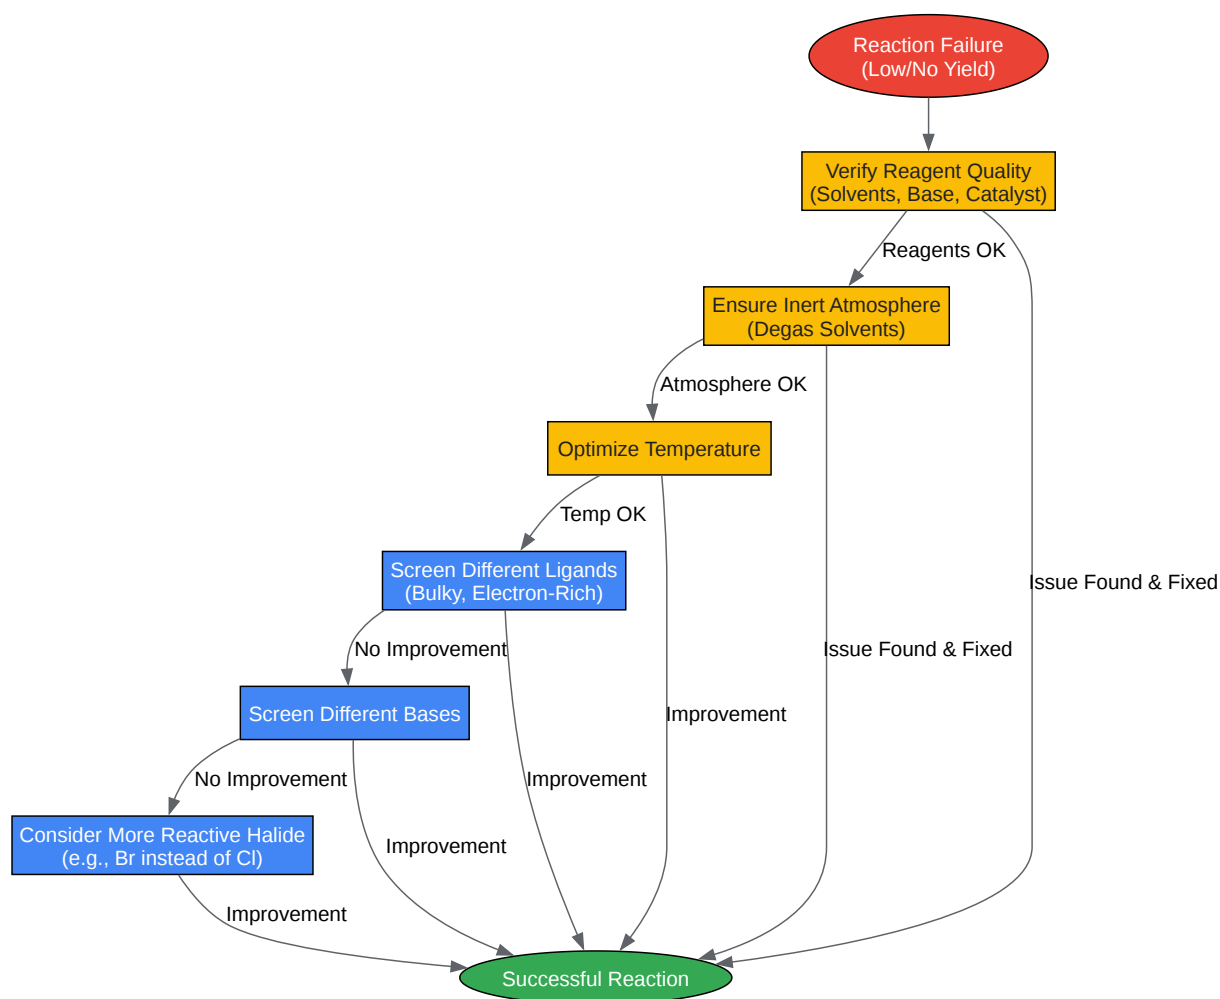 Reaction Failure
(Low/No Yield)
Verify Reagent Quality
(Solvents, Base, Catalyst)
Reagents OK
Ensure Inert Atmosphere
(Degas Solvents)
Atmosphere OK
Optimize Temperature
Temp OK
Screen Different Ligands
(Bulky, Electron-Rich)
Issue Found & Fixed
No Improvement
Issue Found & Fixed
Screen Different Bases
Improvement
No Improvement
Improvement
Consider More Reactive Halide
(e.g., Br instead of Cl)
Improvement
Improvement
Successful Reaction